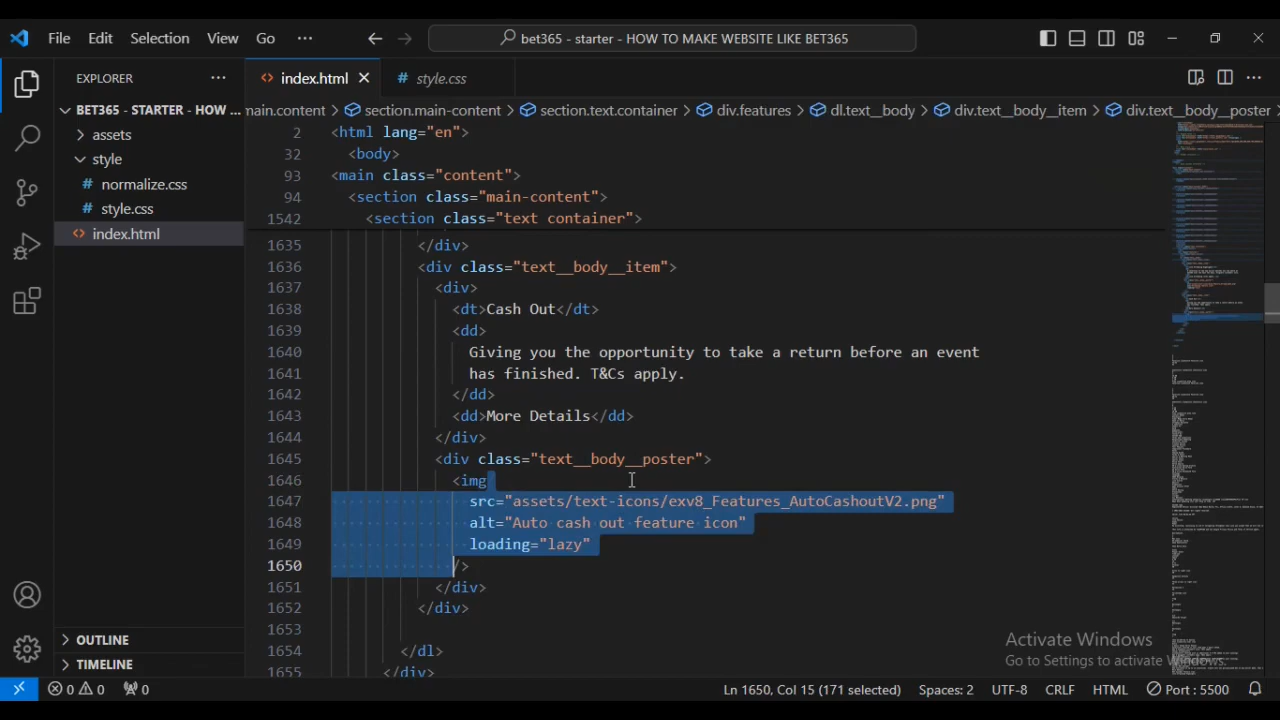 File Edit Selection View Go ··· bet365 - starter - HOW TO MAKE WEBSITE LIKE BET365
EXPLORER ···
index.html
style.css
BET365 - STARTER - HOW ...
assets
style
normalize.css
style.css
index.html
OUTLINE
TIMELINE
main.content > section.main-content > section.text.container > div.features > dl.text__body > div.text__body__item > div.text__body__poster >
2 <html lang="en">
32 <body>
93 <main class="content">
94 <section class="main-content">
1542 <section class="text container">
1635 </div>
1636 <div class="text__body__item">
1637 <div>
1638 <dt>Cash Out</dt>
1639 <dd>
1640 Giving you the opportunity to take a return before an event
1641 has finished. T&Cs apply.
1642 </dd>
1643 <dd>More Details</dd>
1644 </div>
1645 <div class="text__body__poster">
1646 <img
1647 src="assets/text-icons/exv8_Features_AutoCashoutV2.png"
1648 alt="Auto cash out feature icon"
1649 loading="lazy"
1650 />
1651 </div>
1652 </div>
1653
1654 </dl>
1655 </div>
Activate Windows
Go to Settings to activate Windows.
0 0 0 Ln 1650, Col 15 (171 selected) Spaces: 2 UTF-8 CRLF HTML Port : 5500